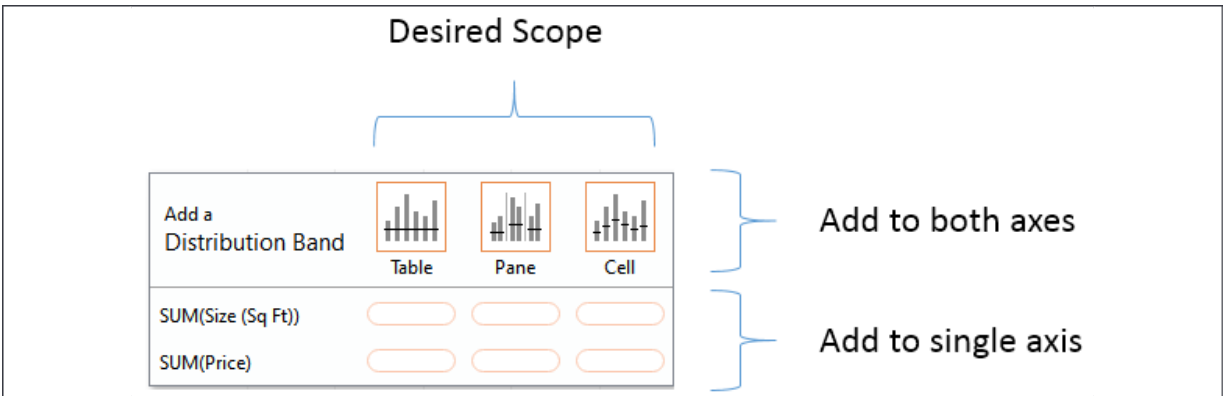 Desired Scope
Add a
Distribution Band
Table Pane Cell
Add to both axes
SUM(Size (Sq Ft))
SUM(Price)
Add to single axis